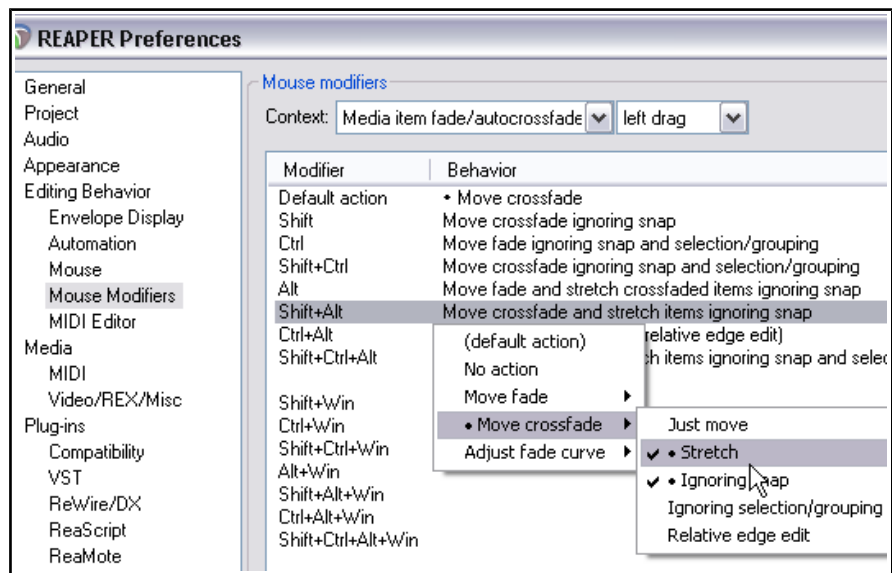 REAPER Preferences
General
Project
Audio
Appearance
Editing Behavior
Envelope Display
Automation
Mouse
Mouse Modifiers
MIDI Editor
Media
MIDI
Video/REX/Misc
Plug-ins
Compatibility
VST
ReWire/DX
ReaScript
ReaMote
Mouse modifiers
Context: Media item fade/autocrossfade left drag
Modifier Behavior
Default action • Move crossfade
Shift Move crossfade ignoring snap
Ctrl Move fade ignoring snap and selection/grouping
Shift+Ctrl Move crossfade ignoring snap and selection/grouping
Alt Move fade and stretch crossfaded items ignoring snap
Shift+Alt Move crossfade and stretch items ignoring snap
Ctrl+Alt relative edge edit)
Shift+Ctrl+Alt items ignoring snap and
Shift+Win
Ctrl+Win
Shift+Ctrl+Win
Alt+Win
Shift+Alt+Win
Ctrl+Alt+Win
Shift+Ctrl+Alt+Win
(default action)
No action
Move fade
• Move crossfade
Adjust fade curve
Just move
✓ • Stretch
✓ • Ignoring snap
Ignoring selection/grouping
Relative edge edit